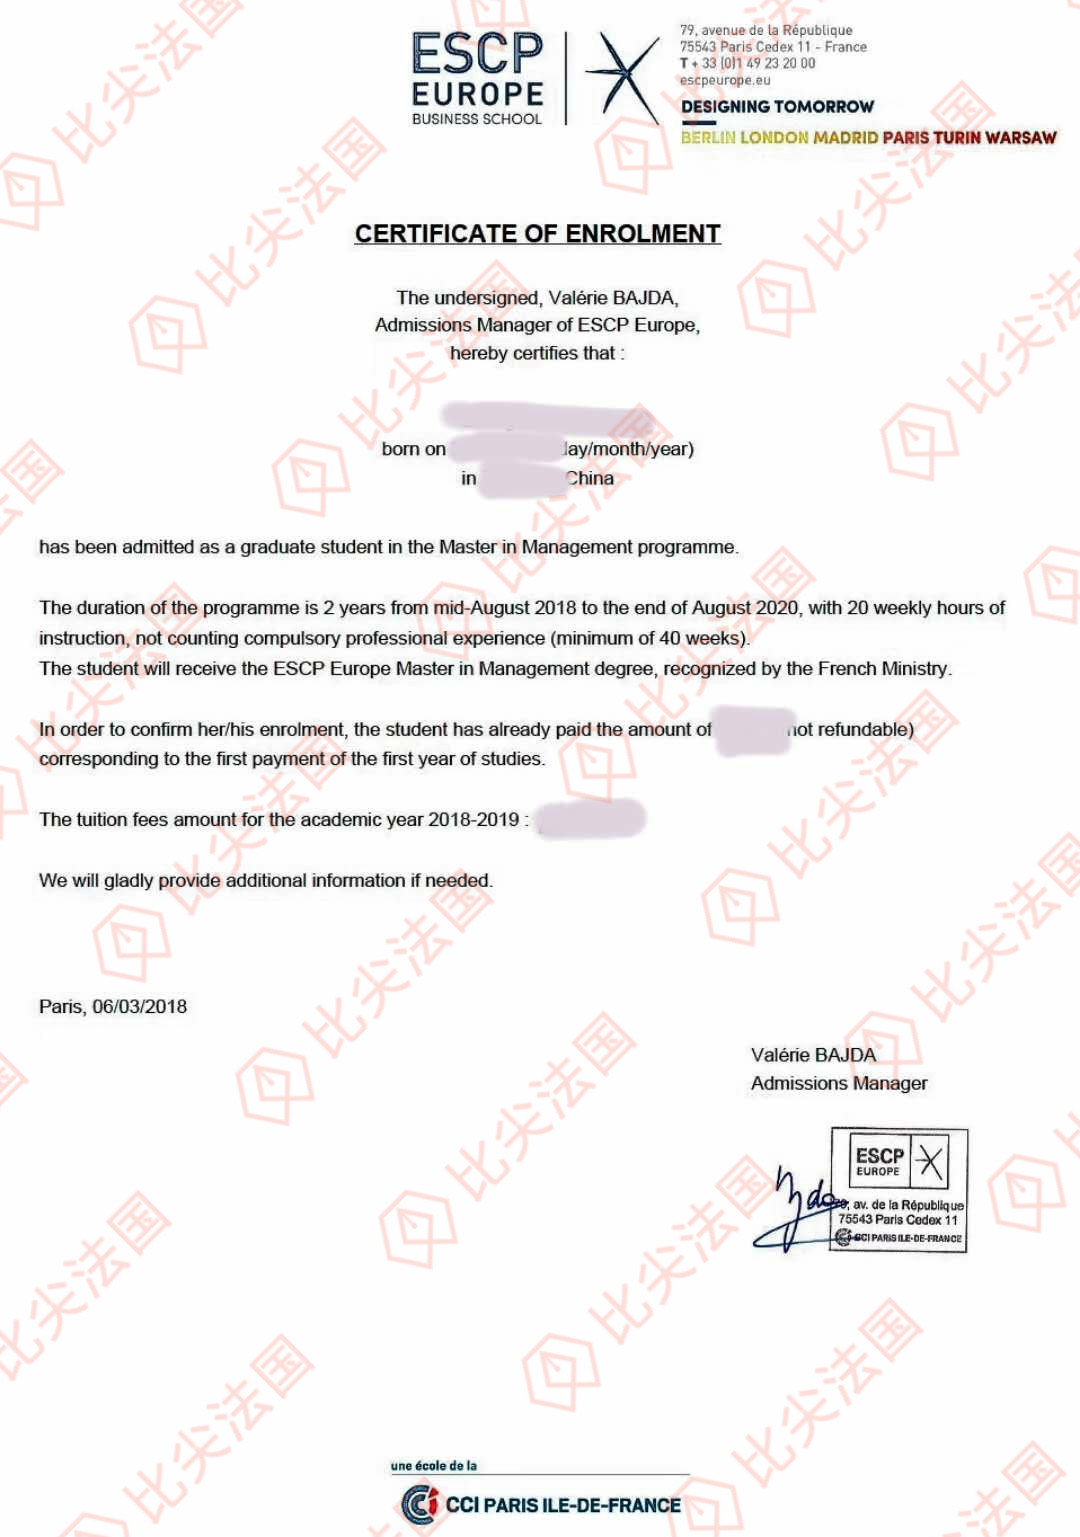 ESCP
EUROPE
BUSINESS SCHOOL
79, avenue de la République
75543 Paris Cedex 11 - France
T + 33 (0)1 49 23 20 00
escpeurope.eu
DESIGNING TOMORROW
BERLIN LONDON MADRID PARIS TURIN WARSAW
CERTIFICATE OF ENROLMENT
The undersigned, Valérie BAJDA,
Admissions Manager of ESCP Europe,
hereby certifies that :
born on day/month/year)
in China
has been admitted as a graduate student in the Master in Management programme.
The duration of the programme is 2 years from mid-August 2018 to the end of August 2020, with 20 weekly hours of
instruction, not counting compulsory professional experience (minimum of 40 weeks).
The student will receive the ESCP Europe Master in Management degree, recognized by the French Ministry.
In order to confirm her/his enrolment, the student has already paid the amount of not refundable)
corresponding to the first payment of the first year of studies.
The tuition fees amount for the academic year 2018-2019 :
We will gladly provide additional information if needed.
Paris, 06/03/2018
Valérie BAJDA
Admissions Manager
ESCP
EUROPE
79, av. de la République
75543 Paris Cedex 11
CCI PARIS ILE-DE-FRANCE
une école de la
CCI PARIS ILE-DE-FRANCE
比尖法国